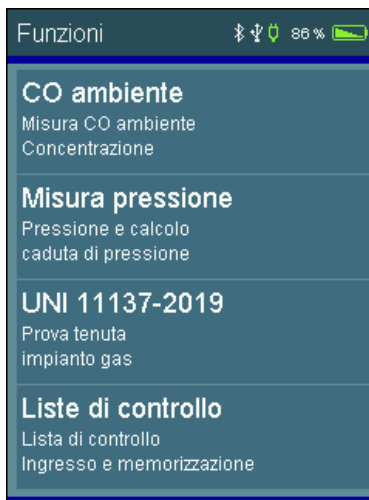 Funzioni 86 %
CO ambiente
Misura CO ambiente
Concentrazione
Misura pressione
Pressione e calcolo
caduta di pressione
UNI 11137-2019
Prova tenuta
impianto gas
Liste di controllo
Lista di controllo
Ingresso e memorizzazione